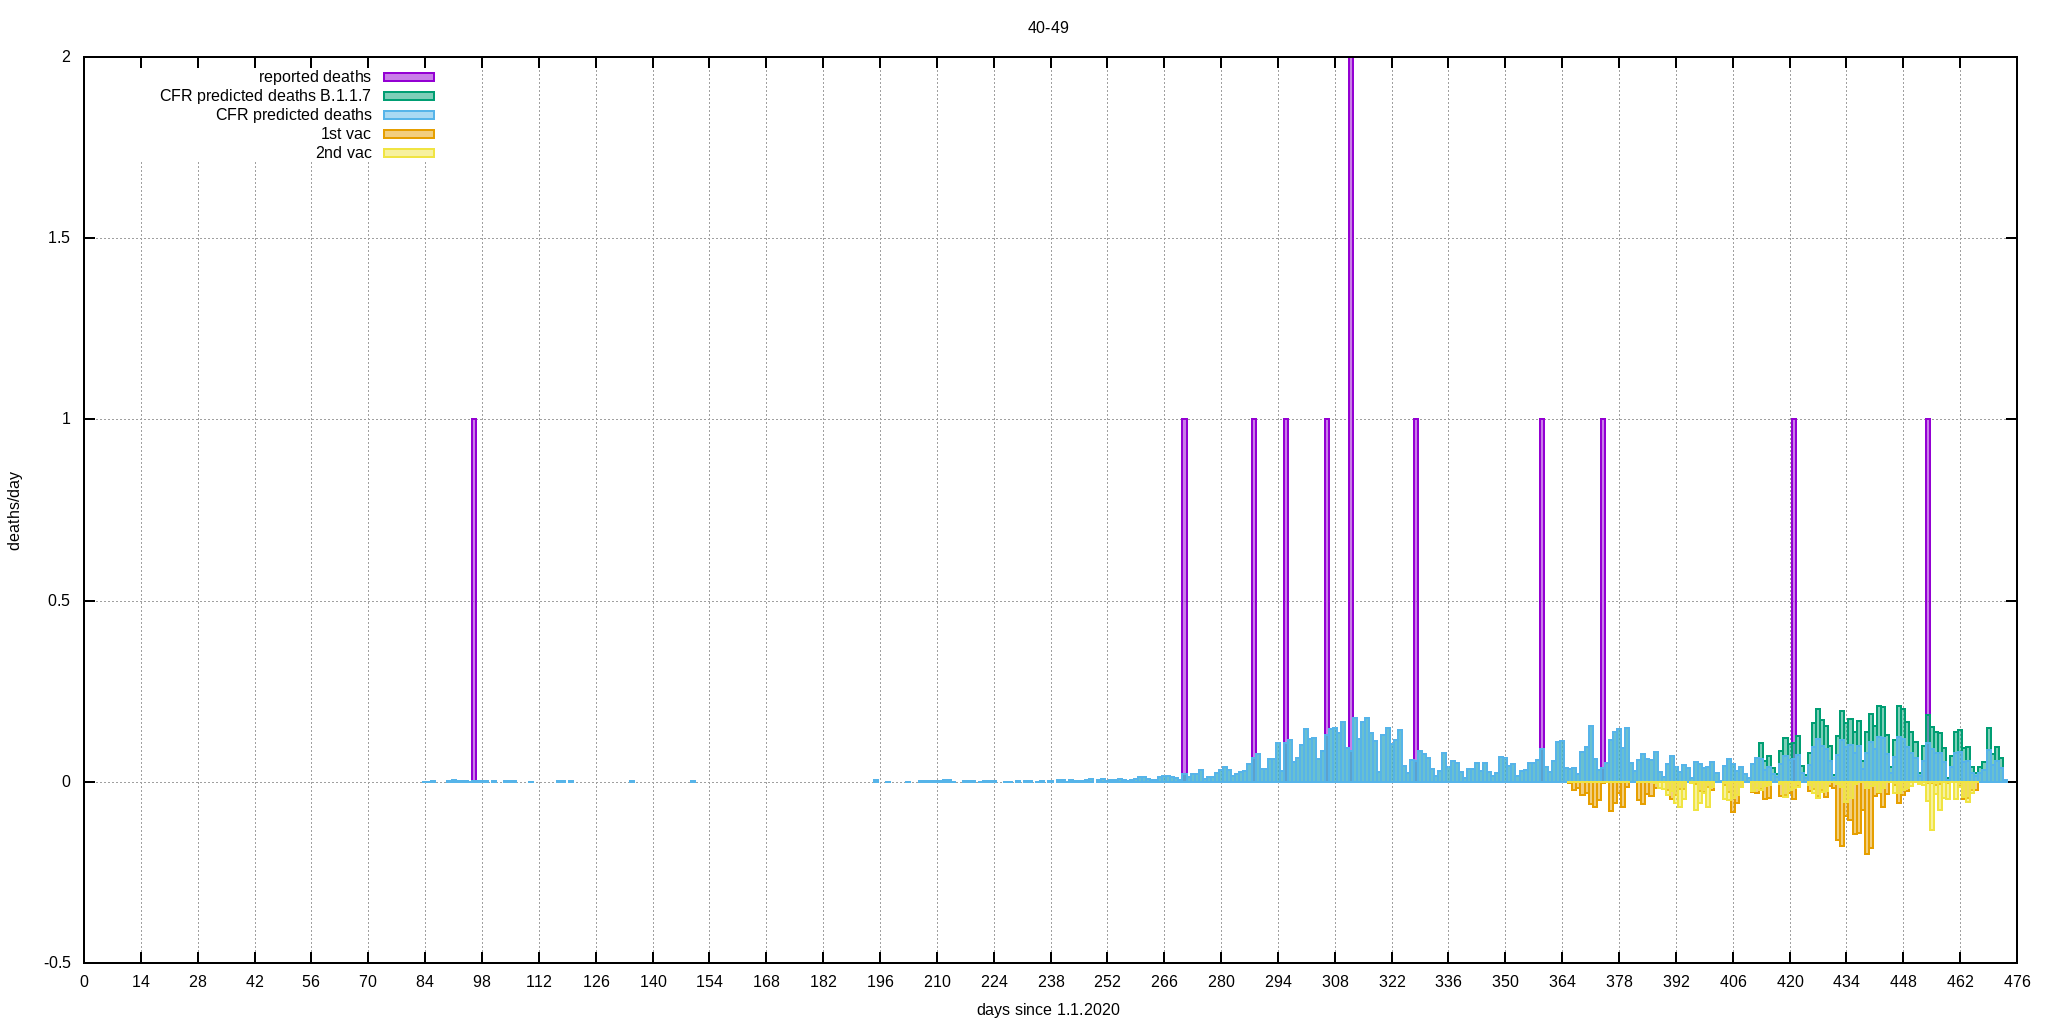 40-49
reported deaths
CFR predicted deaths B.1.1.7
CFR predicted deaths
1st vac
2nd vac
2
1.5
1
0.5
0
-0.5
deaths/day
0 14 28 42 56 70 84 98 112 126 140 154 168 182 196 210 224 238 252 266 280 294 308 322 336 350 364 378 392 406 420 434 448 462 476
days since 1.1.2020